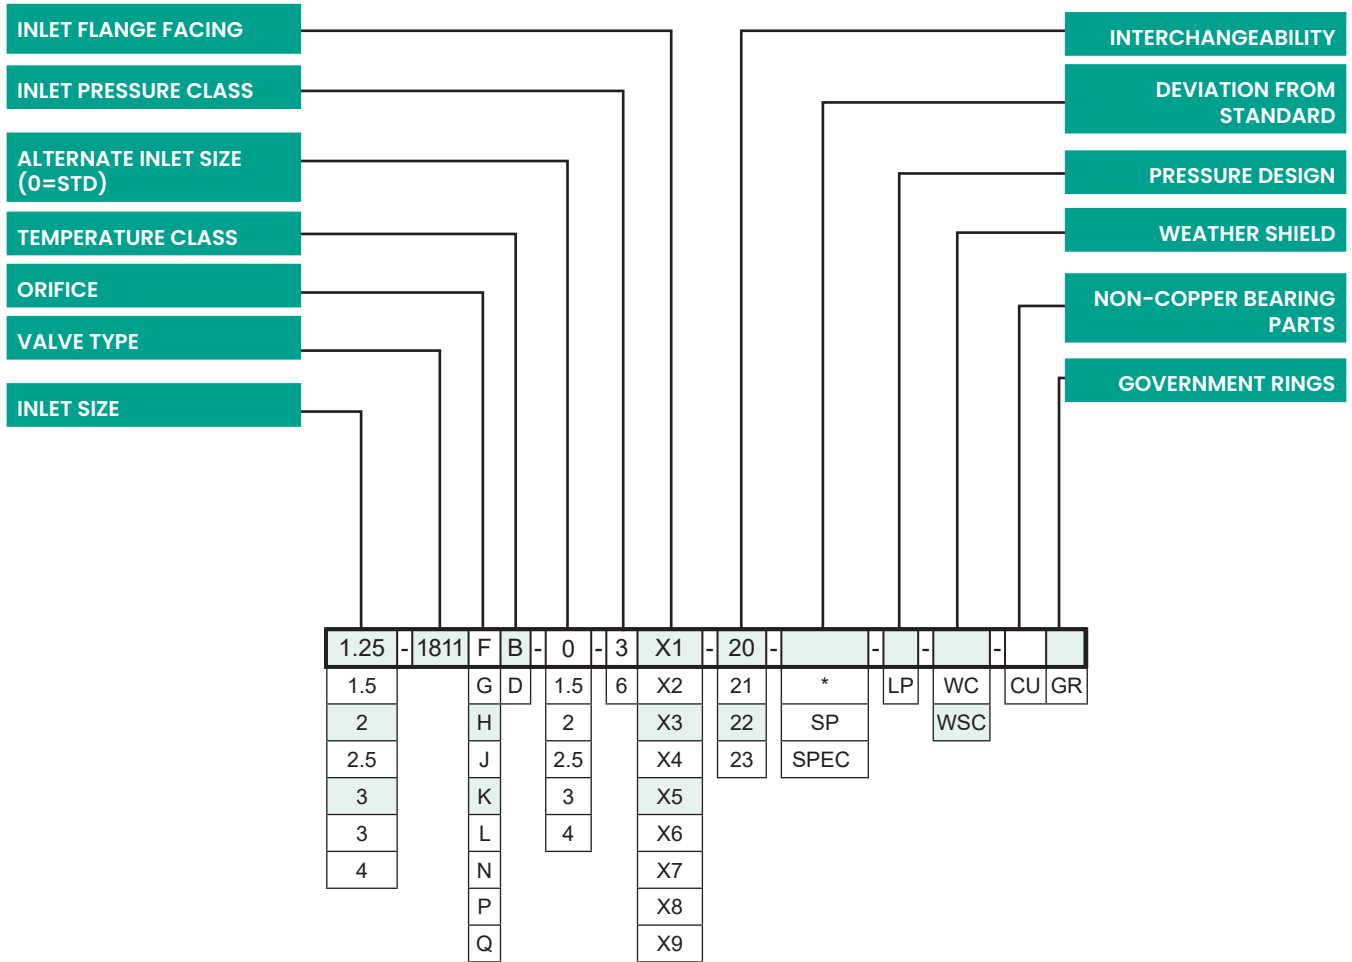 INLET FLANGE FACING
INLET PRESSURE CLASS
ALTERNATE INLET SIZE
(0=STD)
TEMPERATURE CLASS
ORIFICE
VALVE TYPE
INLET SIZE
INTERCHANGEABILITY
DEVIATION FROM
STANDARD
PRESSURE DESIGN
WEATHER SHIELD
NON-COPPER BEARING
PARTS
GOVERNMENT RINGS
1.25 - 1811 F B - 0 - 3 X1 - 20 - - - -
1.5 G D 1.5 6 X2 21 * LP WC CU GR
2 H 2 X3 22 SP WSC
2.5 J 2.5 X4 23 SPEC
3 K 3 X5
3 L 4 X6
4 N X7
P X8
Q X9